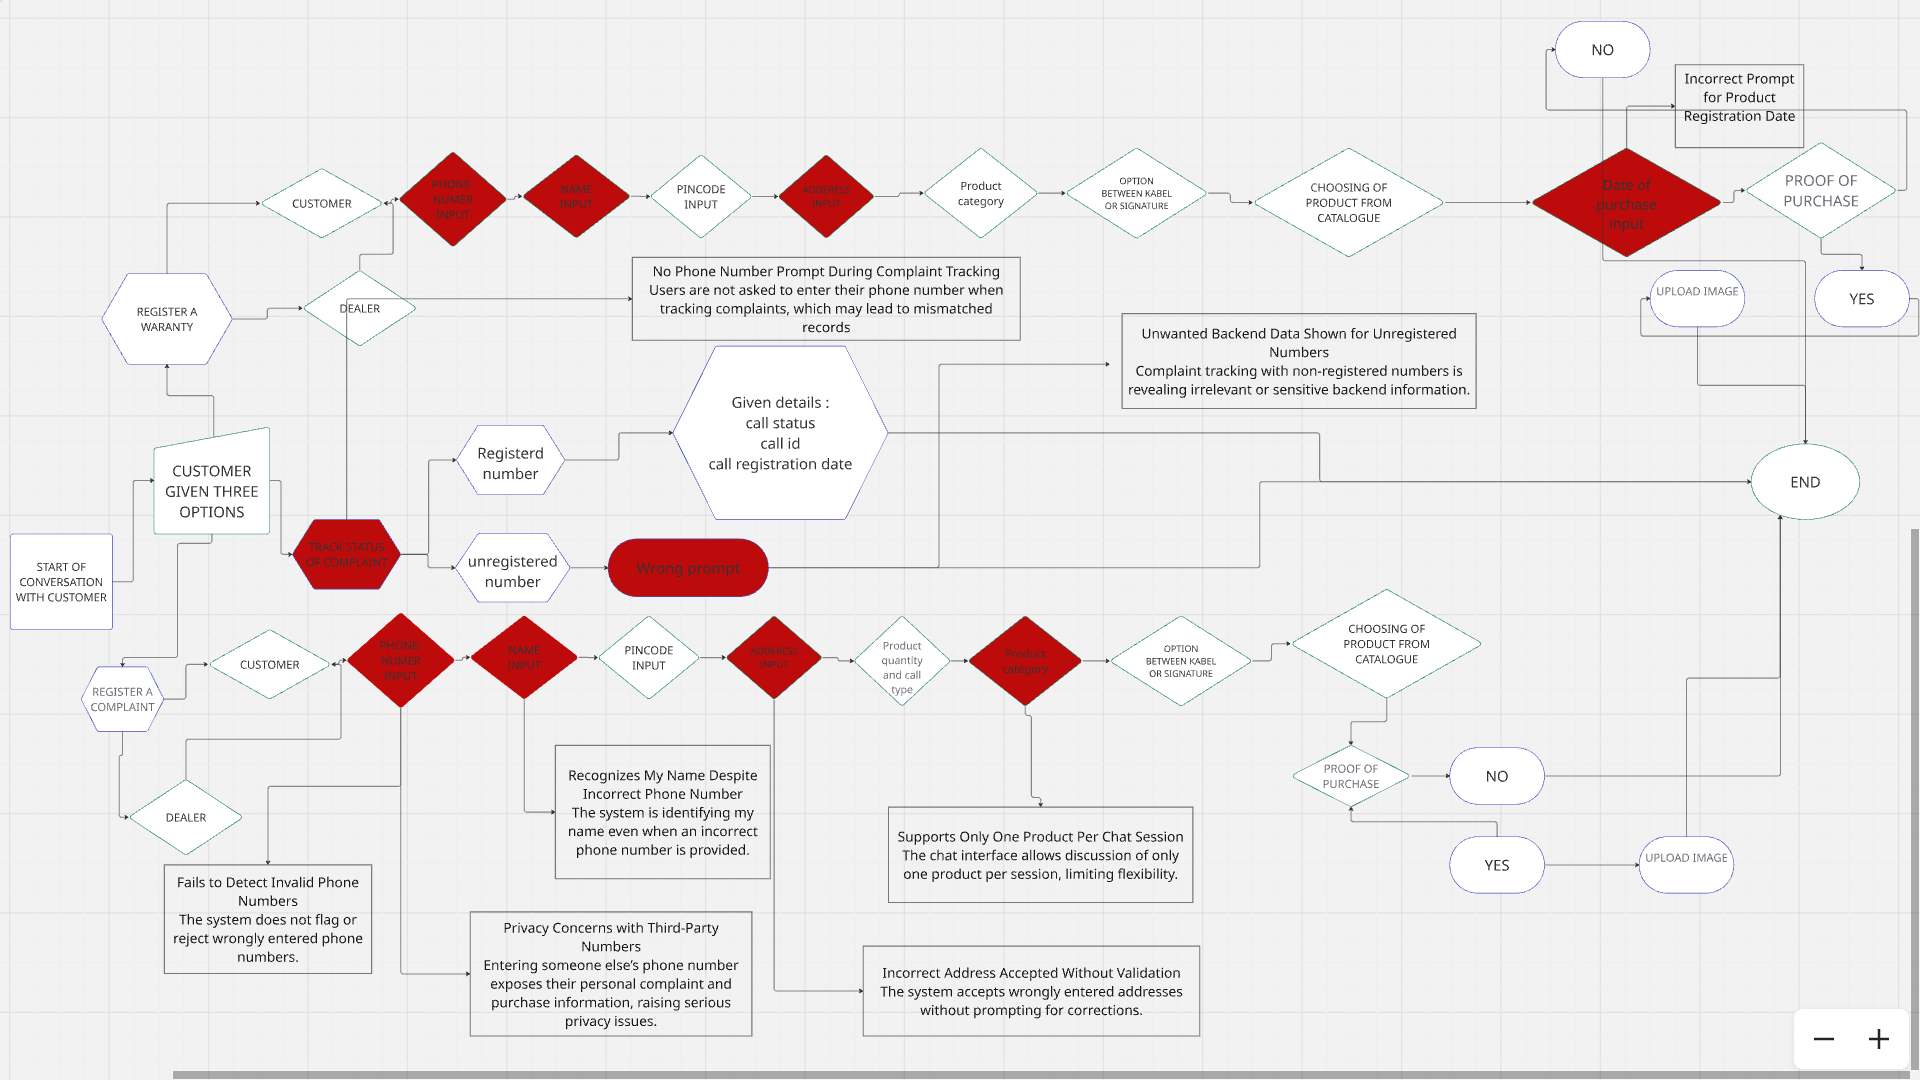 NO
Incorrect Prompt
for Product
Registration Date
CUSTOMER
PHONE-
NUMER
INPUT
NAME
INPUT
PINCODE
INPUT
ADDERESS
INPUT
Product
category
OPTION
BETWEEN KABEL
OR SIGNATURE
CHOOSING OF
PRODUCT FROM
CATALOGUE
Date of
purchase
input
PROOF OF
PURCHASE
REGISTER A
WARANTY
DEALER
No Phone Number Prompt During Complaint Tracking
Users are not asked to enter their phone number when
tracking complaints, which may lead to mismatched
records
UPLOAD IMAGE
YES
Unwanted Backend Data Shown for Unregistered
Numbers
Complaint tracking with non-registered numbers is
revealing irrelevant or sensitive backend information.
Given details :
call status
call id
call registration date
CUSTOMER
GIVEN THREE
OPTIONS
Registerd
number
END
START OF
CONVERSATION
WITH CUSTOMER
TRACK STATUS
OF COMPLAINT
unregistered
number
Wrong prompt
REGISTER A
COMPLAINT
CUSTOMER
PHONE-
NUMER
INPUT
NAME
INPUT
PINCODE
INPUT
ADDERESS
INPUT
Product
quantity
and call
type
Product
category
OPTION
BETWEEN KABEL
OR SIGNATURE
CHOOSING OF
PRODUCT FROM
CATALOGUE
DEALER
PROOF OF
PURCHASE
NO
YES
UPLOAD IMAGE
Recognizes My Name Despite
Incorrect Phone Number
The system is identifying my
name even when an incorrect
phone number is provided.
Supports Only One Product Per Chat Session
The chat interface allows discussion of only
one product per session, limiting flexibility.
Fails to Detect Invalid Phone
Numbers
The system does not flag or
reject wrongly entered phone
numbers.
Privacy Concerns with Third-Party
Numbers
Entering someone else’s phone number
exposes their personal complaint and
purchase information, raising serious
privacy issues.
Incorrect Address Accepted Without Validation
The system accepts wrongly entered addresses
without prompting for corrections.